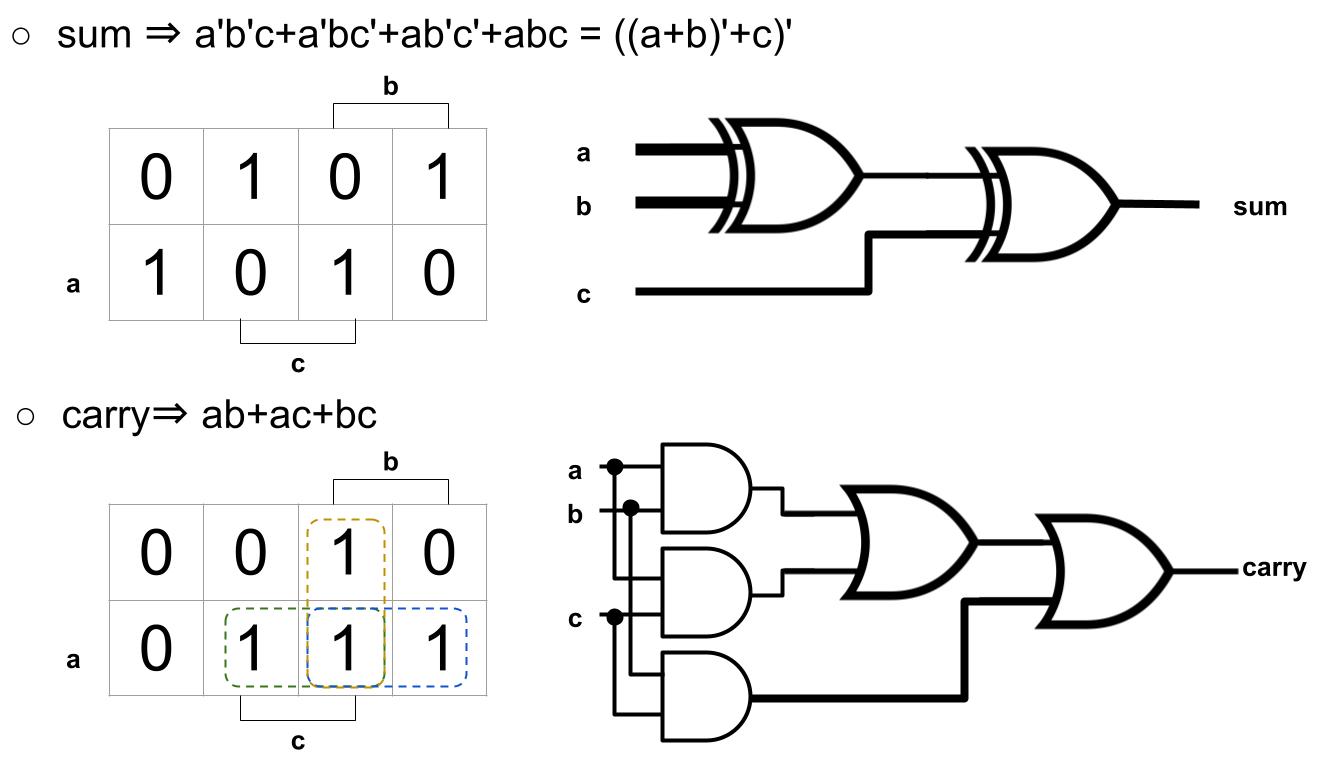 ○ sum ⇒ a'b'c+a'bc'+ab'c'+abc = ((a+b)'+c)'
b
0 1 0 1
a 1 0 1 0
c
a
b
c
sum
○ carry⇒ ab+ac+bc
b
0 0 1 0
a 0 1 1 1
c
a
b
c
carry